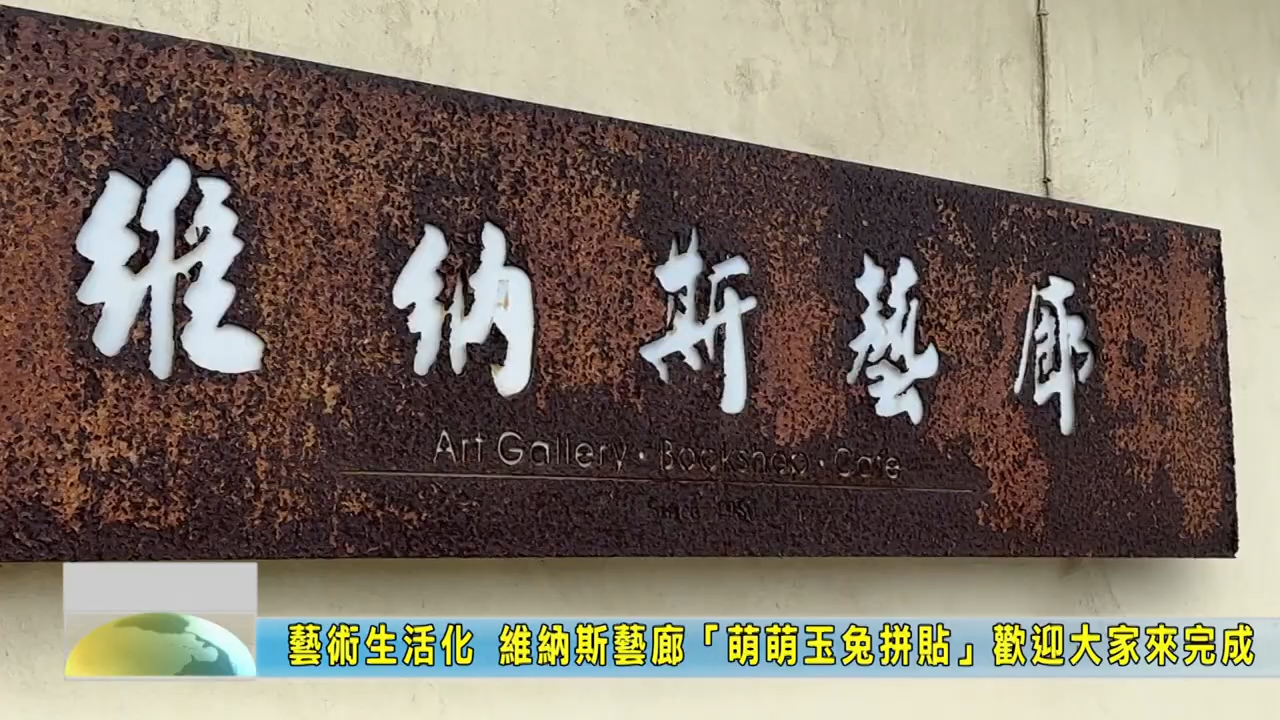 維納斯藝廊
Art Gallery · Bookshop · Cafe
Since
藝術生活化 維納斯藝廊「萌萌玉兔拼貼」歡迎大家來完成